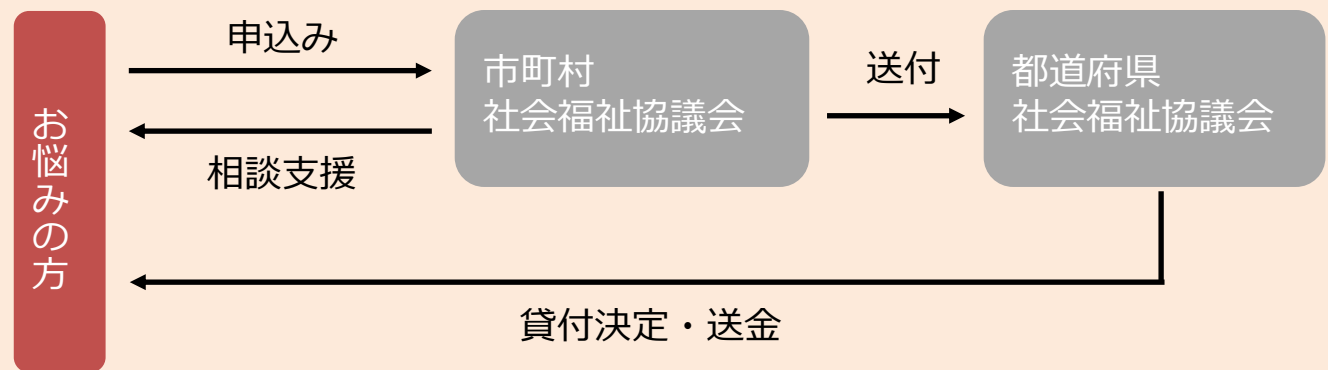 お悩みの方
申込み
相談支援
市町村
社会福祉協議会
送付
都道府県
社会福祉協議会
貸付決定・送金